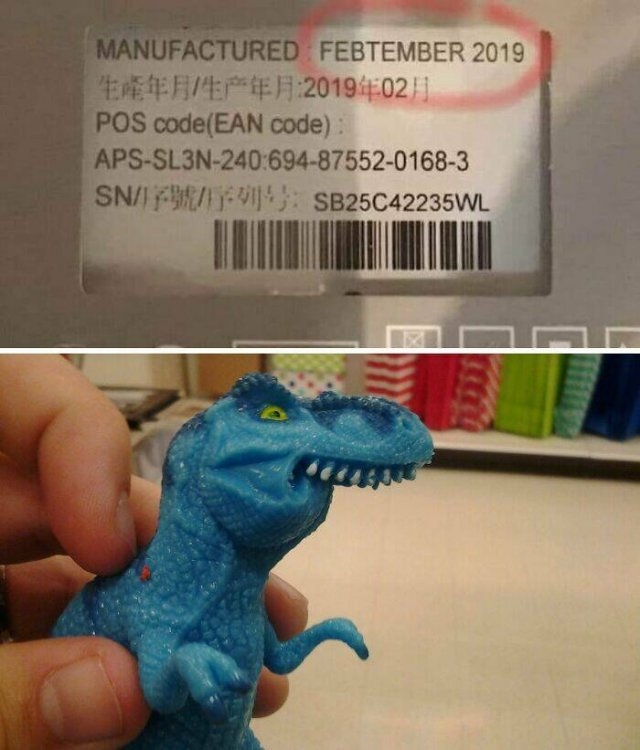 MANUFACTURED : FEBTEMBER 2019
生產年月/生产年月:2019年02月
POS code(EAN code) :
APS-SL3N-240:694-87552-0168-3
SN/序號/序列号: SB25C42235WL